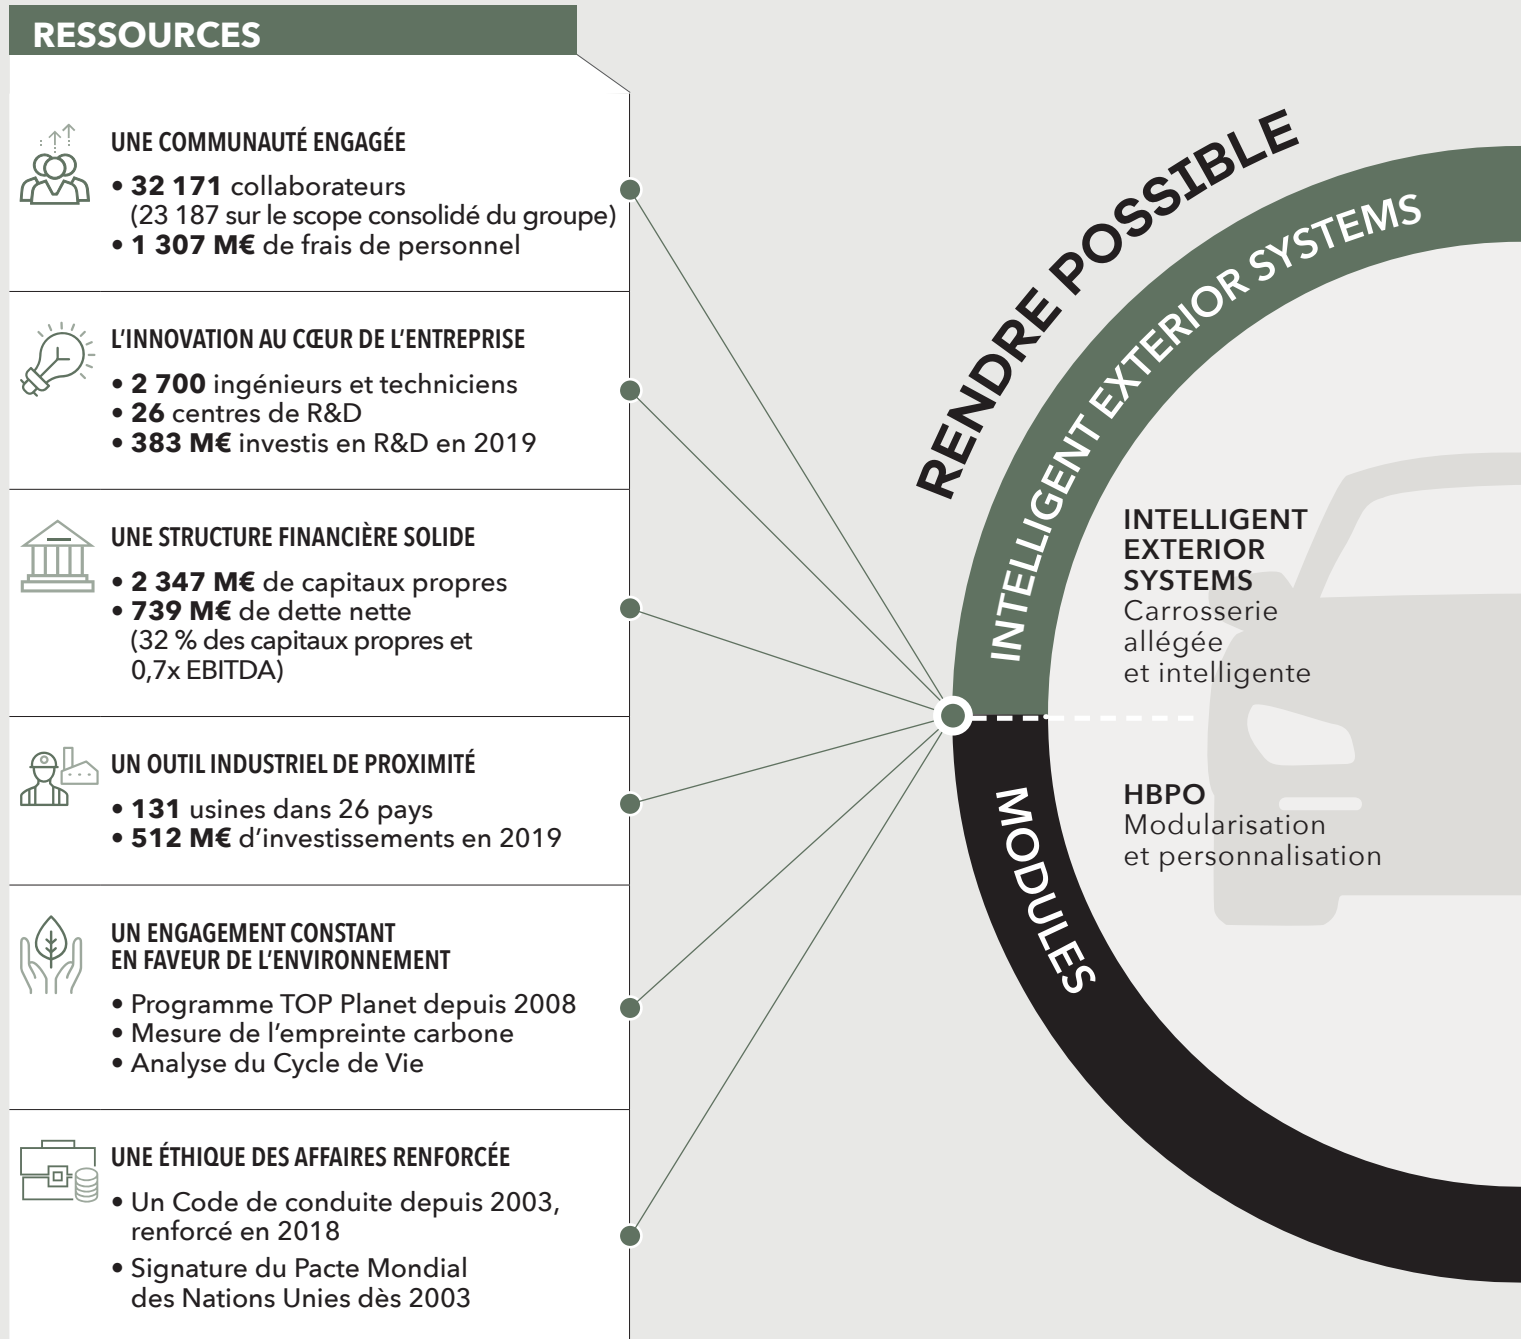 RESSOURCES
UNE COMMUNAUTÉ ENGAGÉE
• 32 171 collaborateurs
(23 187 sur le scope consolidé du groupe)
• 1 307 M€ de frais de personnel
L’INNOVATION AU CŒUR DE L’ENTREPRISE
• 2 700 ingénieurs et techniciens
• 26 centres de R&D
• 383 M€ investis en R&D en 2019
UNE STRUCTURE FINANCIÈRE SOLIDE
• 2 347 M€ de capitaux propres
• 739 M€ de dette nette
(32 % des capitaux propres et
0,7x EBITDA)
UN OUTIL INDUSTRIEL DE PROXIMITÉ
• 131 usines dans 26 pays
• 512 M€ d’investissements en 2019
UN ENGAGEMENT CONSTANT
EN FAVEUR DE L’ENVIRONNEMENT
• Programme TOP Planet depuis 2008
• Mesure de l’empreinte carbone
• Analyse du Cycle de Vie
UNE ÉTHIQUE DES AFFAIRES RENFORCÉE
• Un Code de conduite depuis 2003,
renforcé en 2018
• Signature du Pacte Mondial
des Nations Unies dès 2003
RENDRE POSSIBLE
INTELLIGENT EXTERIOR SYSTEMS
INTELLIGENT
EXTERIOR
SYSTEMS
Carrosserie
allégée
et intelligente
MODULES
HBPO
Modularisation
et personnalisation